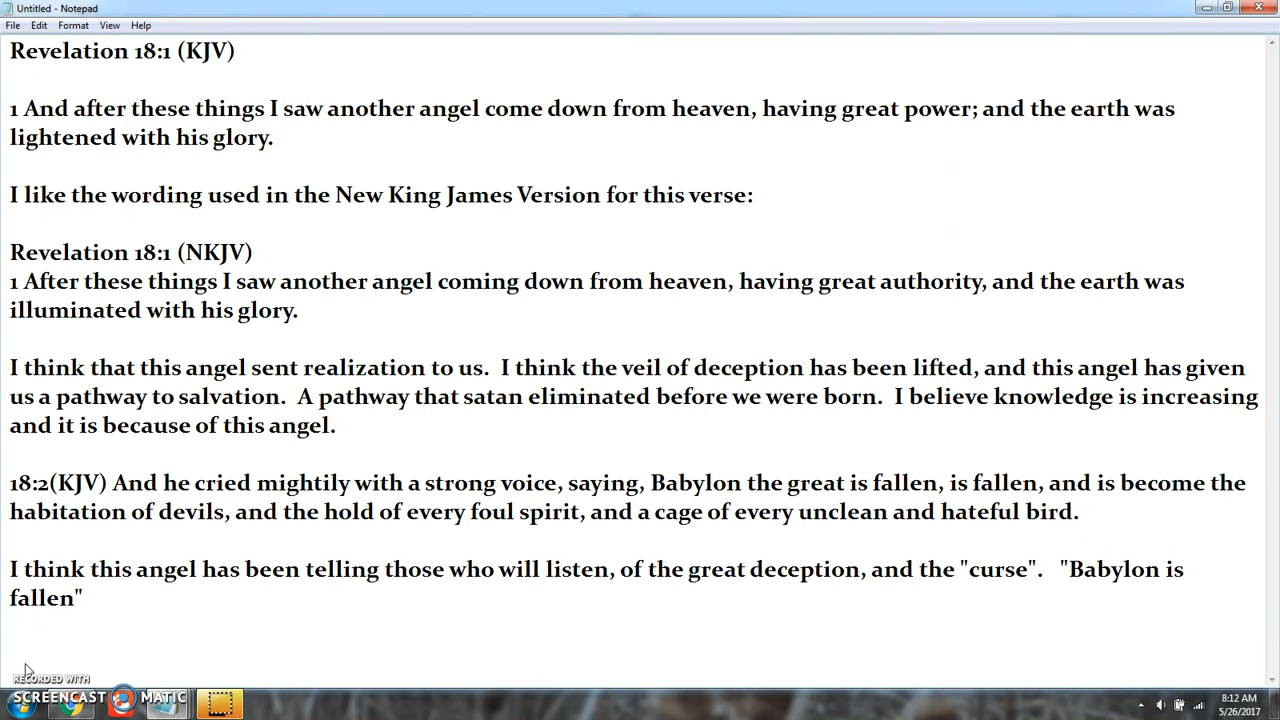 Untitled - Notepad
File Edit Format View Help
Revelation 18:1 (KJV)
1 And after these things I saw another angel come down from heaven, having great power; and the earth was
lightened with his glory.
I like the wording used in the New King James Version for this verse:
Revelation 18:1 (NKJV)
1 After these things I saw another angel coming down from heaven, having great authority, and the earth was
illuminated with his glory.
I think that this angel sent realization to us.  I think the veil of deception has been lifted, and this angel has given
us a pathway to salvation.  A pathway that satan eliminated before we were born.  I believe knowledge is increasing
and it is because of this angel.
18:2(KJV) And he cried mightily with a strong voice, saying, Babylon the great is fallen, is fallen, and is become the
habitation of devils, and the hold of every foul spirit, and a cage of every unclean and hateful bird.
I think this angel has been telling those who will listen, of the great deception, and the "curse".   "Babylon is
fallen"
RECORDED WITH
SCREENCAST MATIC
8:12 AM
5/26/2017